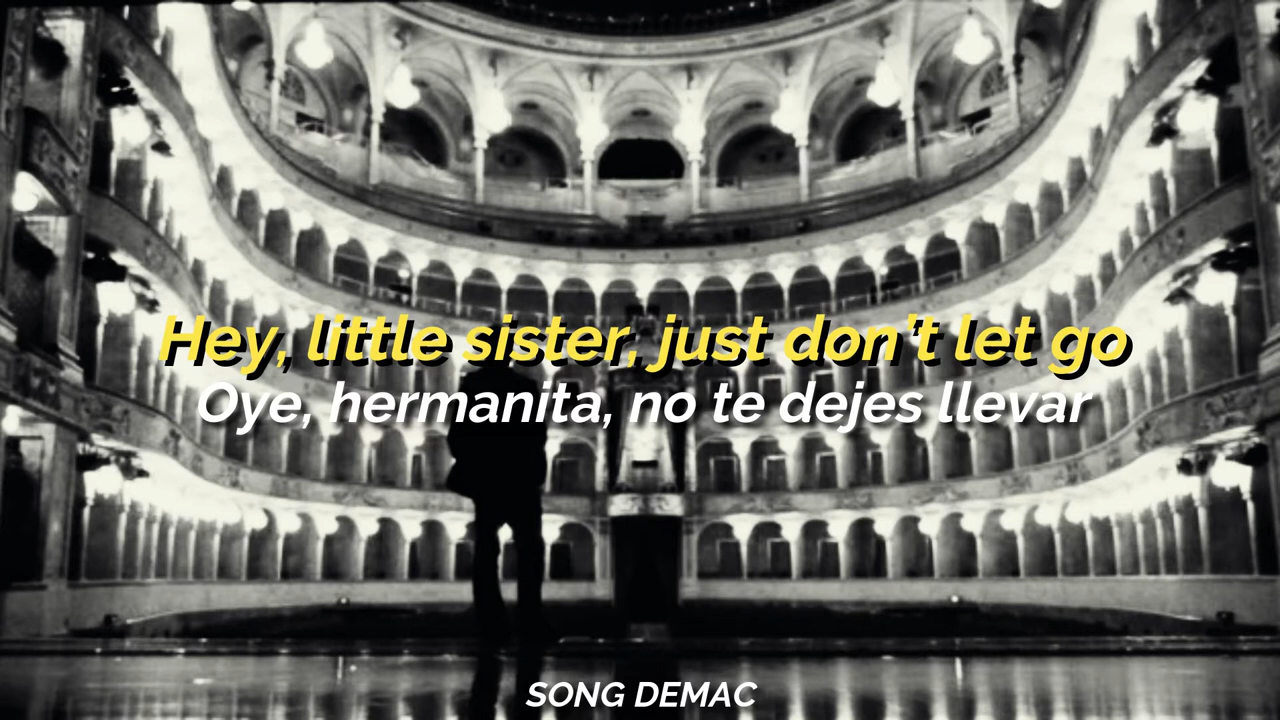 Hey, little sister, just don't let go
Oye, hermanita, no te dejes llevar
SONG DEMAC